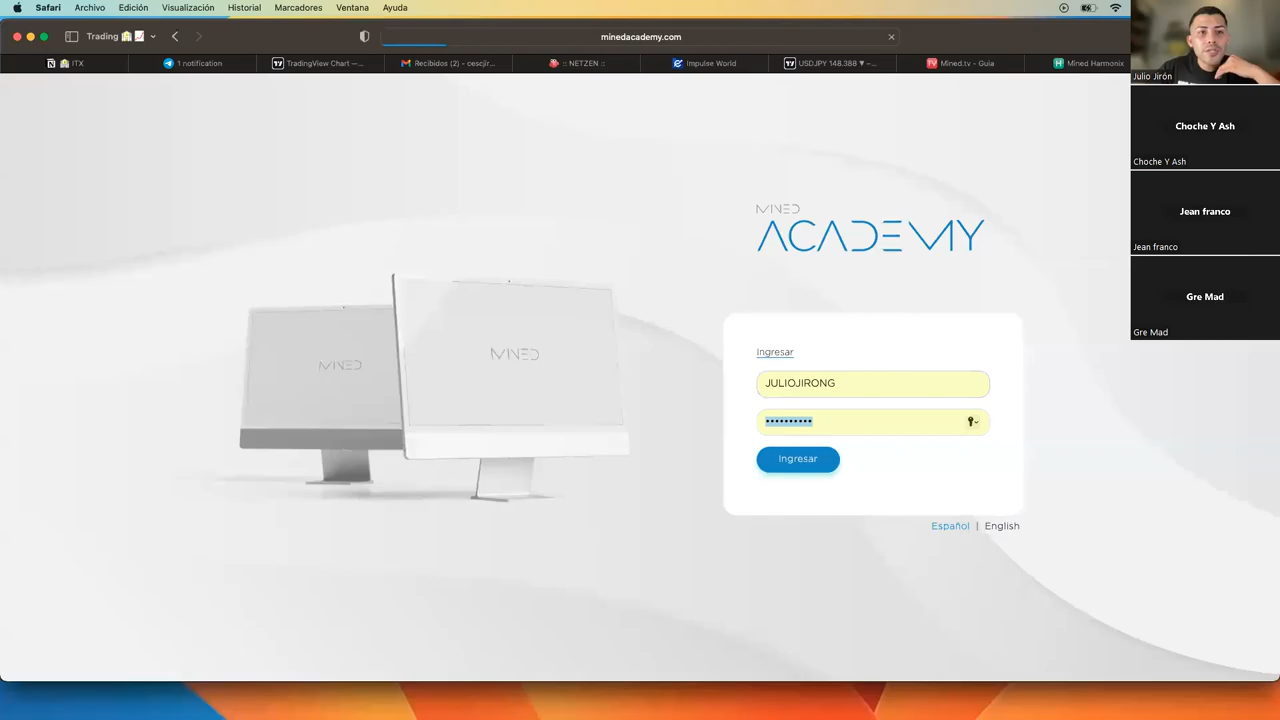 Safari Archivo Edición Visualización Historial Marcadores Ventana Ayuda
Trading
minedacademy.com
ITX
1 notification
TradingView Chart —...
Recibidos (2) - cescjir...
:: NETZEN ::
Impulse World
USDJPY 148.388 ▼ –...
Mined.tv - Guia
Mined Harmonix
MINED
ACADEMY
MINED
MINED
Ingresar
JULIOJIRONG
••••••••••
Ingresar
Español | English
Julio Jirón
Choche Y Ash
Choche Y Ash
Jean franco
Jean franco
Gre Mad
Gre Mad